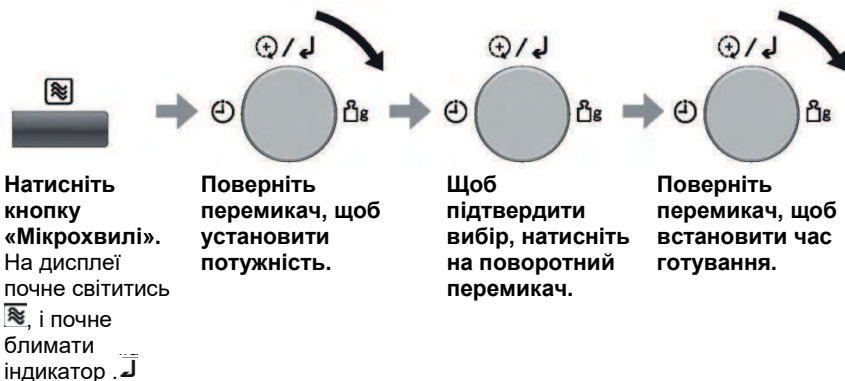 Натисніть
кнопку
«Мікрохвилі».
На дисплеї
почне світитись
, і почне
блимати
індикатор .
Поверніть
перемикач, щоб
установити
потужність.
Щоб
підтвердити
вибір, натисніть
на поворотний
перемикач.
Поверніть
перемикач, щоб
встановити час
готування.
/
g
/
g
/
g